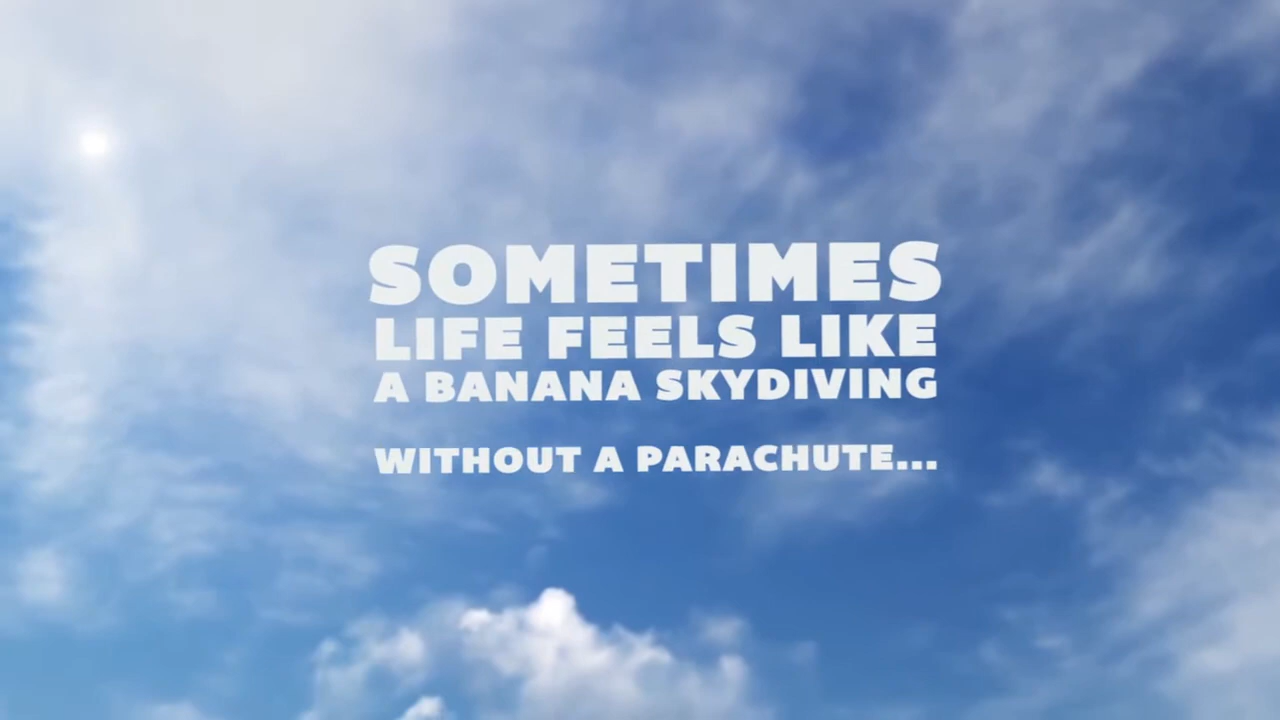 SOMETIMES
LIFE FEELS LIKE
A BANANA SKYDIVING
WITHOUT A PARACHUTE...